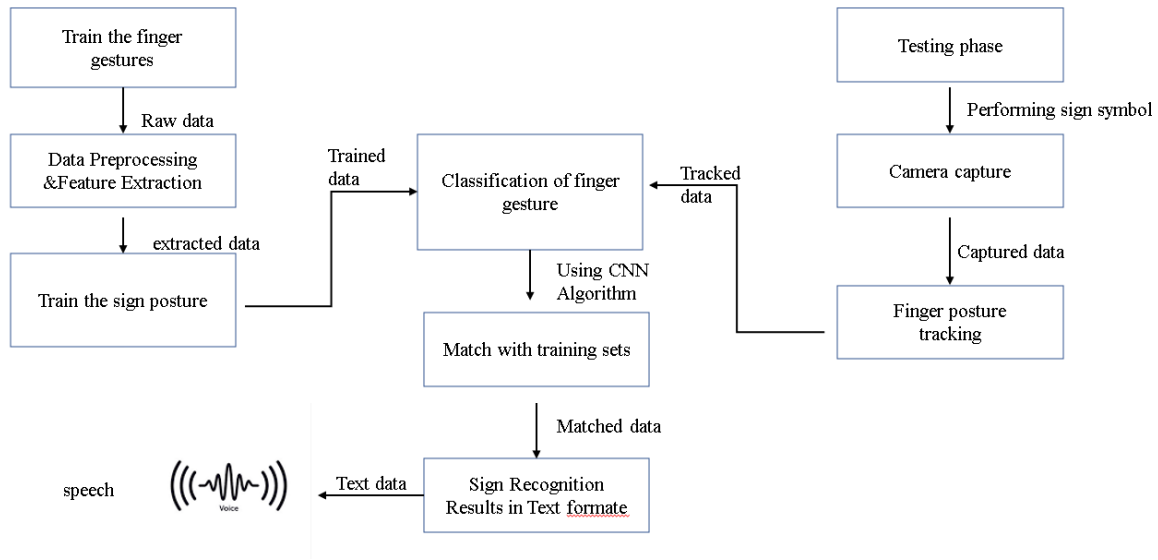 Train the finger
gestures
Raw data
Data Preprocessing
&Feature Extraction
extracted data
Train the sign posture
Trained
data
Classification of finger
gesture
Using CNN
Algorithm
Match with training sets
Matched data
Sign Recognition
Results in Text formate
Text data
Voice
speech
Testing phase
Performing sign symbol
Camera capture
Captured data
Finger posture
tracking
Tracked
data